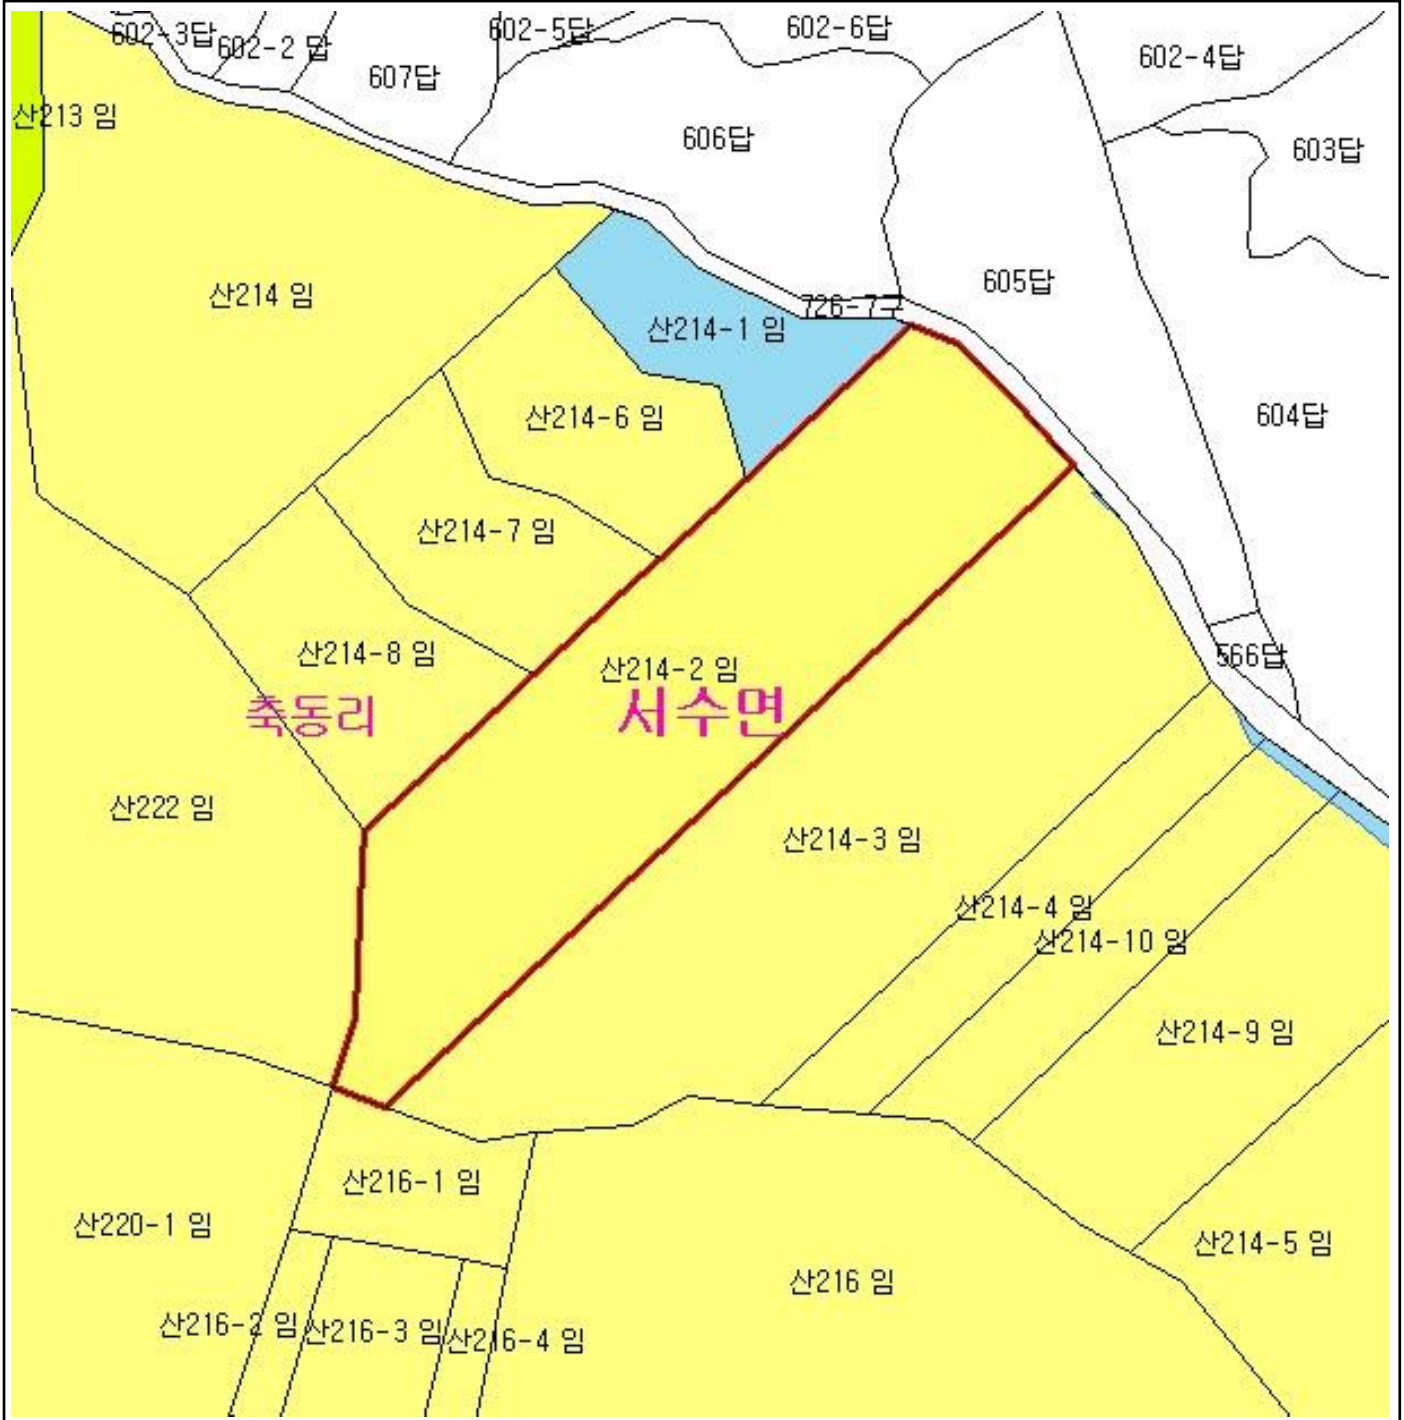 602-3답
602-2 답
602-5답
602-6답
602-4답
607답
산213 임
606답
603답
산214 임
605답
726-7구
산214-1 임
산214-6 임
604답
산214-7 임
산214-8 임
산214-2 임
566답
축동리
서수면
산222 임
산214-3 임
산214-4 임
산214-10 임
산214-9 임
산216-1 임
산220-1 임
산214-5 임
산216 임
산216-2 임
산216-3 임
산216-4 임